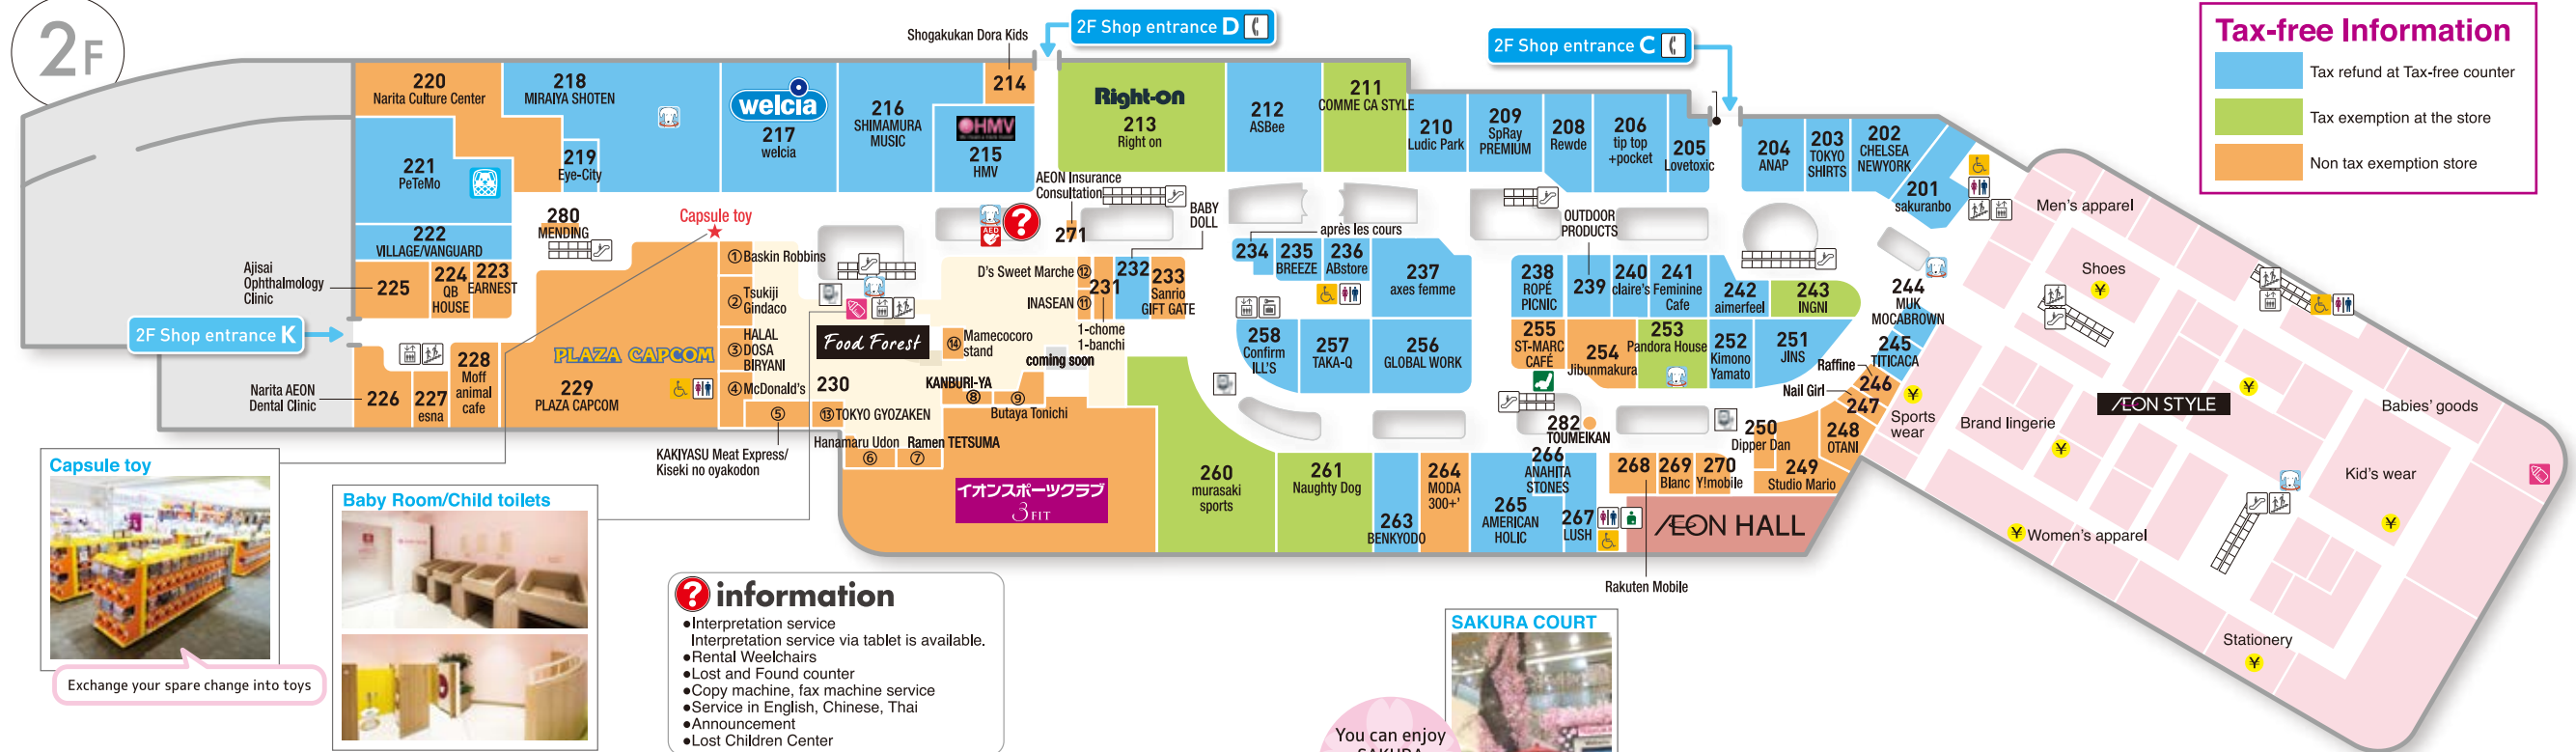 2F
Shogakukan Dora Kids
2F Shop entrance D
2F Shop entrance C
Tax-free Information
Tax refund at Tax-free counter
Tax exemption at the store
Non tax exemption store
220
Narita Culture Center
218
MIRAIYA SHOTEN
welcia
217
welcia
216
SHIMAMURA
MUSIC
214
HMV
215
HMV
Right-on
213
Right on
212
ASBee
211
COMME CA STYLE
210
Ludic Park
209
SpRay
PREMIUM
208
Rewde
206
tip top
+pocket
205
Lovetoxic
204
ANAP
203
TOKYO
SHIRTS
202
CHELSEA
NEWYORK
201
sakuranbo
221
PeTeMo
219
Eye-City
222
VILLAGE/VANGUARD
280
MENDING
Capsule toy
AEON Insurance
Consultation
271
AED
?
BABY
DOLL
après les cours
OUTDOOR
PRODUCTS
Ajisai
Ophthalmology
Clinic
225
224
QB
HOUSE
223
EARNEST
2F Shop entrance K
Narita AEON
Dental Clinic
226
227
esna
228
Moff
animal
cafe
PLAZA CAPCOM
229
PLAZA CAPCOM
① Baskin Robbins
② Tsukiji
Gindaco
③ HALAL
DOSA
BIRYANI
④ McDonald's
⑤
KAKIYASU Meat Express/
Kiseki no oyakodon
230
⑬ TOKYO GYOZAKEN
Food Forest
Hanamaru Udon
⑥
Ramen TETSUMA
⑦
KANBURI-YA
⑧
⑨
Butaya Tonichi
⑭ Mamecocoro
stand
coming soon
D's Sweet Marche ⑫
INASEAN ⑪
231
1-chome
1-banchi
232
233
Sanrio
GIFT GATE
234
235
BREEZE
236
ABstore
237
axes femme
238
ROPÉ
PICNIC
239
240
claire's
241
Feminine
Cafe
242
aimerfeel
243
INGNI
244
MUK
MOCABROWN
245
TITICACA
Raffine
246
Nail Girl
247
248
OTANI
249
Studio Mario
250
Dipper Dan
251
JINS
252
Kimono
Yamato
253
Pandora House
254
Jibunmakura
255
ST-MARC
CAFÉ
256
GLOBAL WORK
257
TAKA-Q
258
Confirm
ILL'S
282
TOUMEIKAN
イオンスポーツクラブ
3 FIT
260
murasaki
sports
261
Naughty Dog
263
BENKYODO
264
MODA
300+'
265
AMERICAN
HOLIC
266
ANAHITA
STONES
267
LUSH
268
269
Blanc
270
Y!mobile
ÆON HALL
Rakuten Mobile
Men's apparel
Shoes
¥
Sports
wear
¥
Brand lingerie
¥
ÆON STYLE
¥
Babies' goods
Kid's wear
¥
¥ Women's apparel
Stationery
¥
Capsule toy
Exchange your spare change into toys
Baby Room/Child toilets
? information
●Interpretation service
Interpretation service via tablet is available.
●Rental Weelchairs
●Lost and Found counter
●Copy machine, fax machine service
●Service in English, Chinese, Thai
●Announcement
●Lost Children Center
SAKURA COURT
You can enjoy
SAKURA